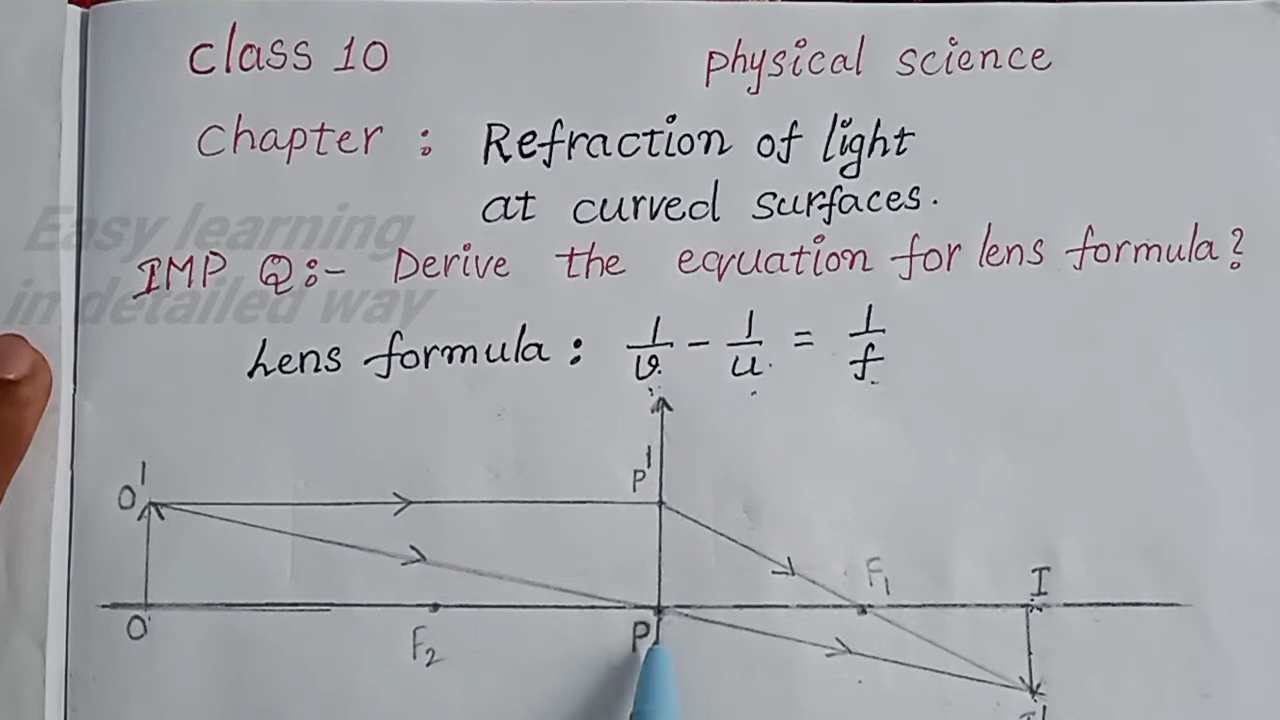 Class 10 Physical science
Chapter : Refraction of light
at curved surfaces.
Easy learning
in detailed way
IMP Q:- Derive the equation for lens formula?
Lens formula : 1/v - 1/u = 1/f
O' P'
F₁ I
O F₂ P
I'